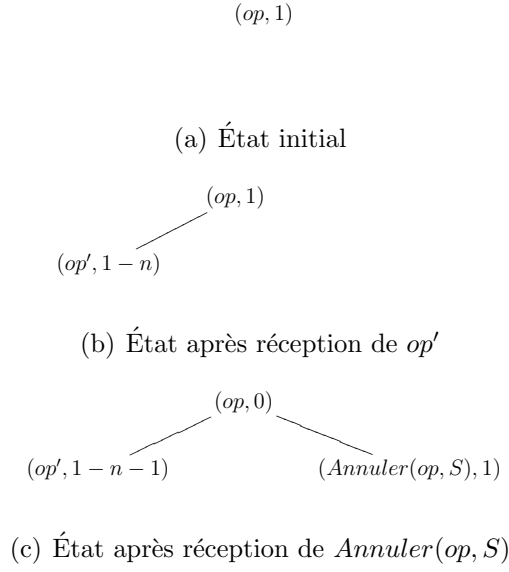 (op, 1)
(a) État initial
(op, 1)
(op′, 1 − n)
(b) État après réception de op′
(op, 0)
(op′, 1 − n − 1)
(Annuler(op, S), 1)
(c) État après réception de Annuler(op, S)